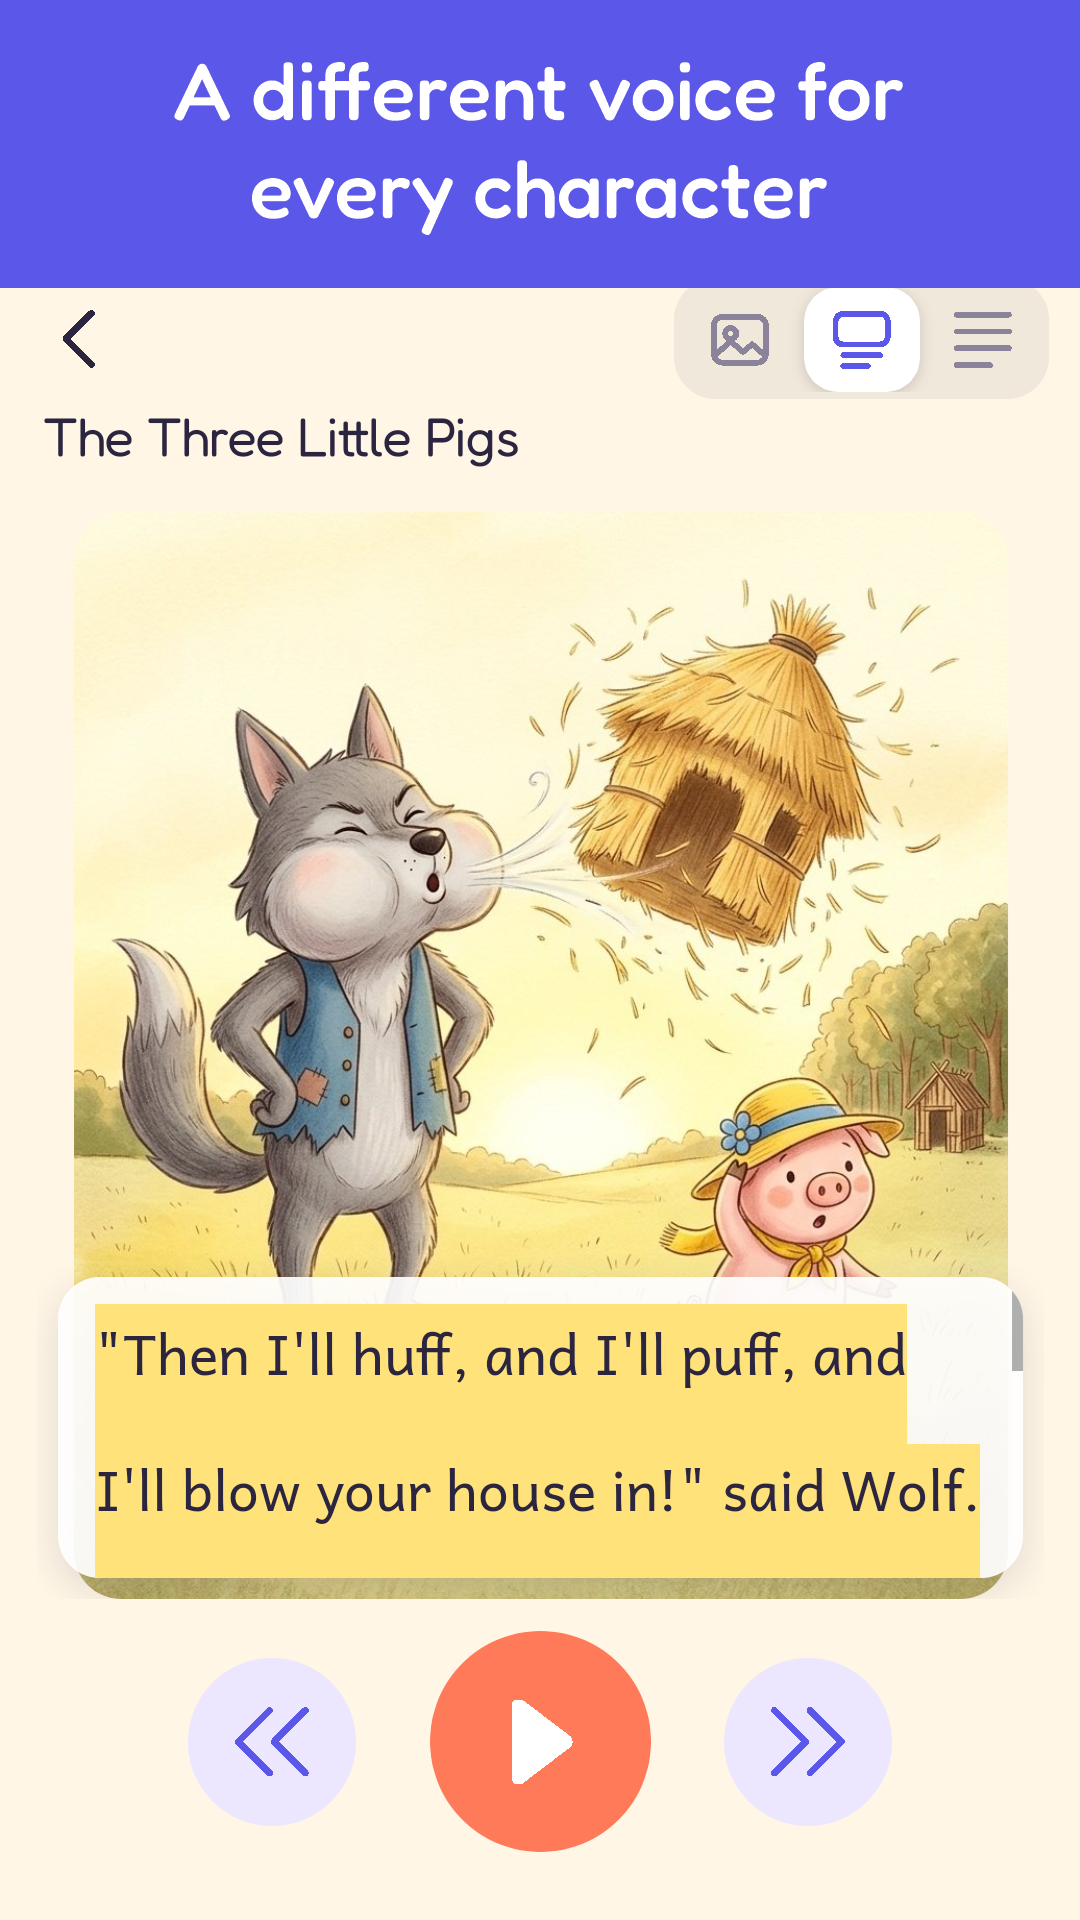 A different voice for
every character
The Three Little Pigs
"Then I'll huff, and I'll puff, and
I'll blow your house in!" said Wolf.